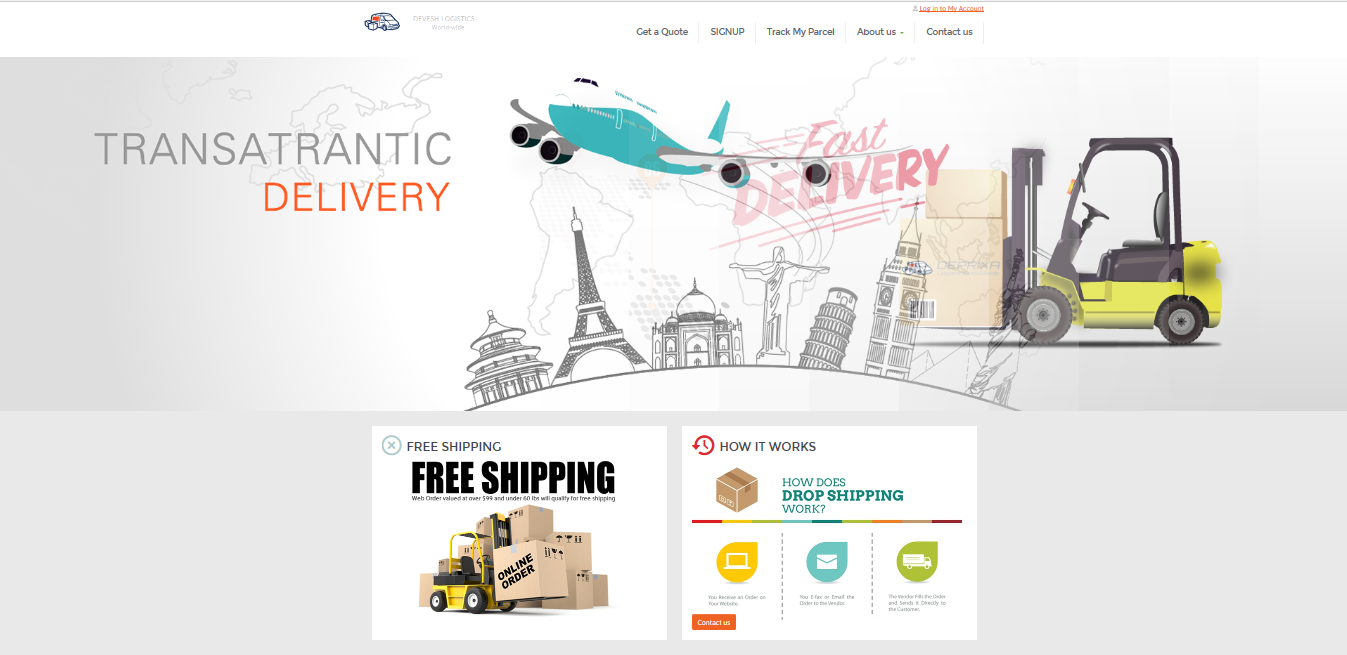 Log in to My Account
DEVESH LOGISTICS
World-wide
Get a Quote
SIGNUP
Track My Parcel
About us
Contact us
TRANSATRANTIC
DELIVERY
Fast
DELIVERY
FREE SHIPPING
FREE SHIPPING
Web Order valued at over $99 and under 60 lbs will qualify for free shipping
ONLINE
ORDER
HOW IT WORKS
HOW DOES
DROP SHIPPING
WORK?
You Receive an Order on
Your Website.
You E-fax or Email the
Order to the Vendor.
The Vendor Fills the Order
and Sends it Directly to
the Customer.
Contact us